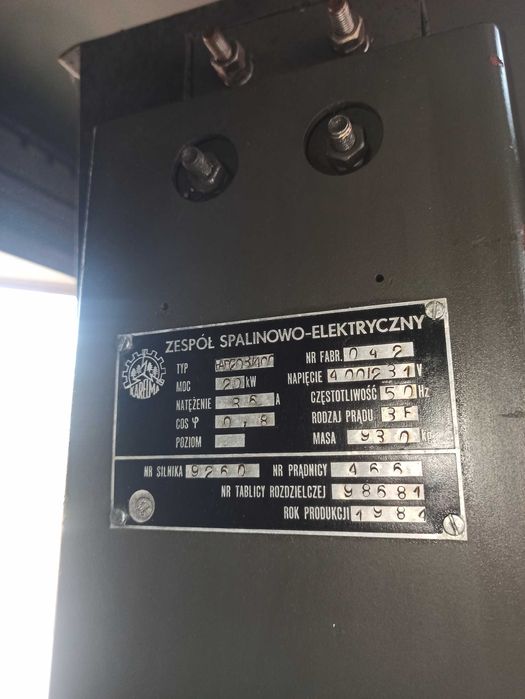 ZESPÓŁ SPALINOWO-ELEKTRYCZNY
TYP
NR FABR. 042
MOC 20 kW
NAPIĘCIE 400/231 V
NATĘŻENIE 36 A
CZĘSTOTLIWOŚĆ 50 Hz
COS φ 0,8
RODZAJ PRĄDU 3F
POZIOM
MASA 930 kg
NR SILNIKA 9260
NR PRĄDNICY 466
NR TABLICY ROZDZIELCZEJ 98681
ROK PRODUKCJI 1981